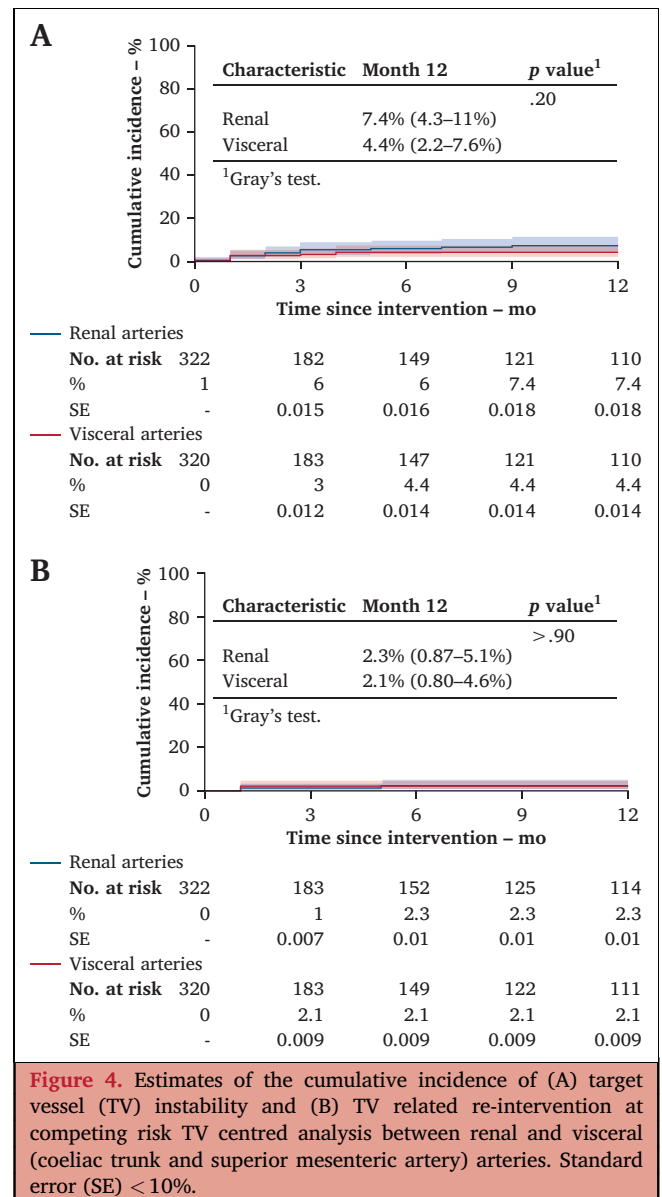 A
Cumulative incidence – %
100
80
60
40
20
0
Characteristic Month 12 p value¹
.20
Renal 7.4% (4.3–11%)
Visceral 4.4% (2.2–7.6%)
¹Gray's test.
0 3 6 9 12
Time since intervention – mo
Renal arteries
No. at risk 322 182 149 121 110
% 1 6 6 7.4 7.4
SE - 0.015 0.016 0.018 0.018
Visceral arteries
No. at risk 320 183 147 121 110
% 0 3 4.4 4.4 4.4
SE - 0.012 0.014 0.014 0.014
B
Cumulative incidence – %
100
80
60
40
20
0
Characteristic Month 12 p value¹
>.90
Renal 2.3% (0.87–5.1%)
Visceral 2.1% (0.80–4.6%)
¹Gray's test.
0 3 6 9 12
Time since intervention – mo
Renal arteries
No. at risk 322 183 152 125 114
% 0 1 2.3 2.3 2.3
SE - 0.007 0.01 0.01 0.01
Visceral arteries
No. at risk 320 183 149 122 111
% 0 2.1 2.1 2.1 2.1
SE - 0.009 0.009 0.009 0.009
Figure 4. Estimates of the cumulative incidence of (A) target
vessel (TV) instability and (B) TV related re-intervention at
competing risk TV centred analysis between renal and visceral
(coeliac trunk and superior mesenteric artery) arteries. Standard
error (SE) <10%.